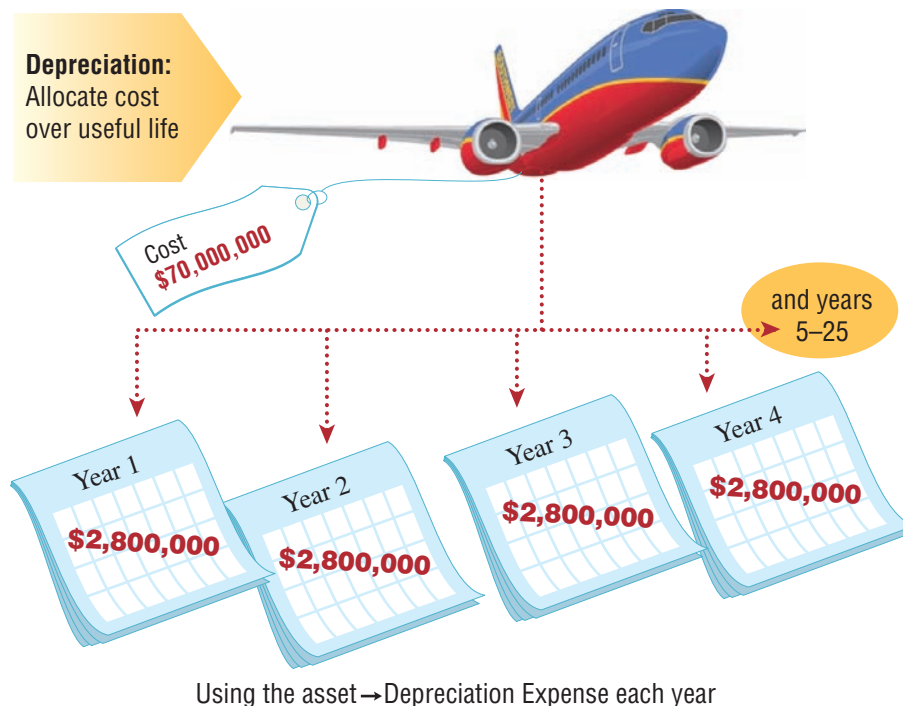 Depreciation:
Allocate cost
over useful life
Cost
$70,000,000
and years
5–25
Year 1
$2,800,000
Year 2
$2,800,000
Year 3
$2,800,000
Year 4
$2,800,000
Using the asset→Depreciation Expense each year